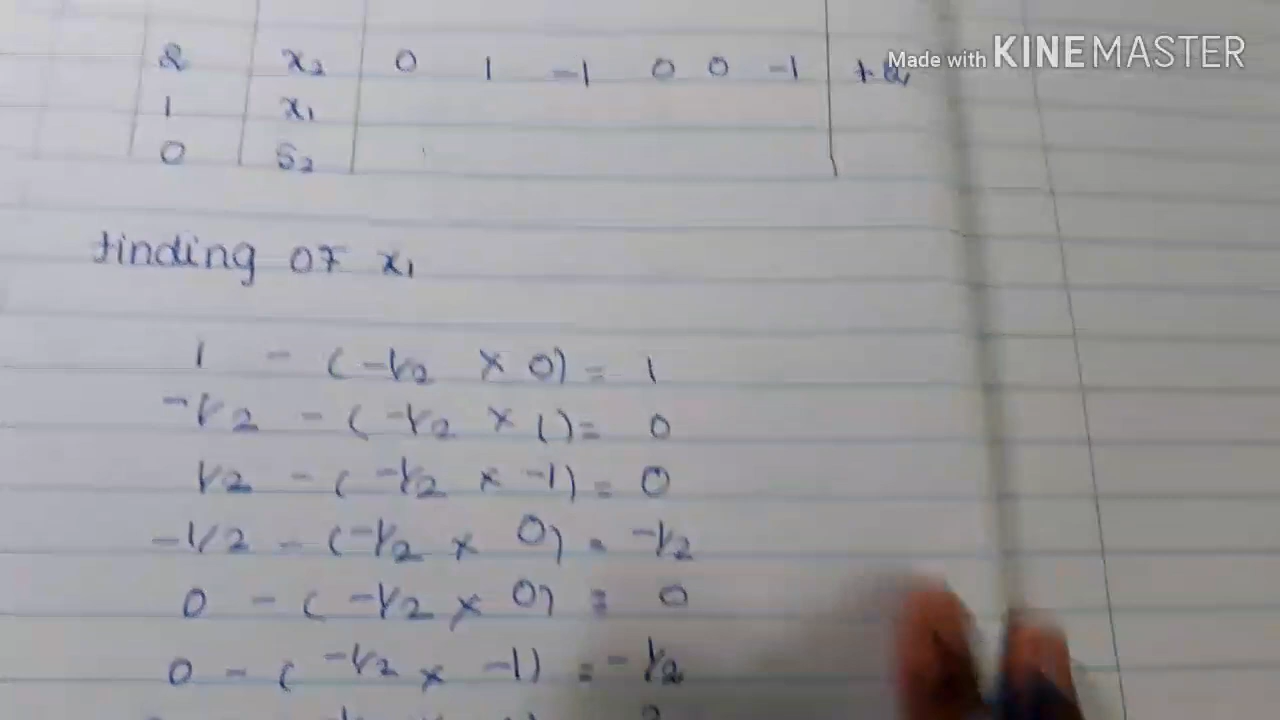 Made with KINEMASTER
2 x₂ 0 1 -1 0 0 -1
1 x₁
0 S₂
finding of x₁
1 - (-1/2 × 0) = 1
-1/2 - (-1/2 × 1) = 0
1/2 - (-1/2 × -1) = 0
-1/2 - (-1/2 × 0) = -1/2
0 - (-1/2 × 0) = 0
0 - (-1/2 × -1) = -1/2